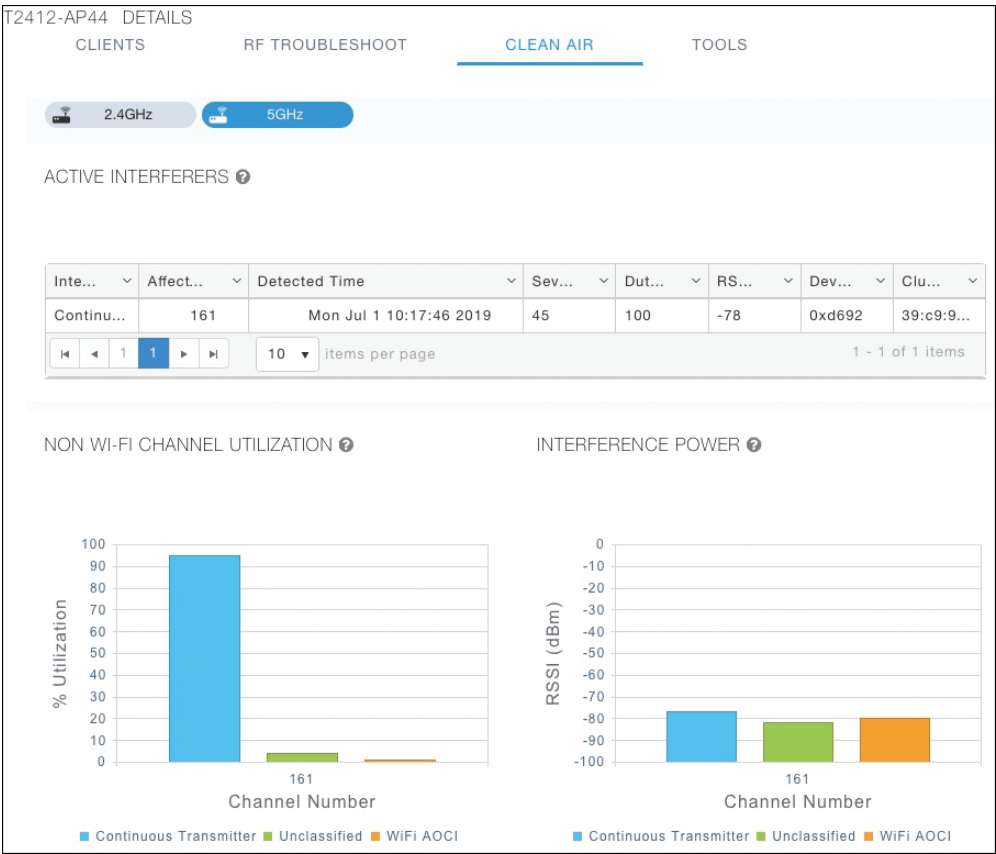 T2412-AP44 DETAILS
CLIENTS RF TROUBLESHOOT CLEAN AIR TOOLS
2.4GHz 5GHz
ACTIVE INTERFERERS ?
Inte... Affect... Detected Time Sev... Dut... RS... Dev... Clu...
Continu... 161 Mon Jul 1 10:17:46 2019 45 100 -78 0xd692 39:c9:9...
1 1 10 items per page 1 - 1 of 1 items
NON WI-FI CHANNEL UTILIZATION ?
% Utilization
100
90
80
70
60
50
40
30
20
10
0
161
Channel Number
Continuous Transmitter Unclassified WiFi AOCI
INTERFERENCE POWER ?
RSSI (dBm)
0
-10
-20
-30
-40
-50
-60
-70
-80
-90
-100
161
Channel Number
Continuous Transmitter Unclassified WiFi AOCI